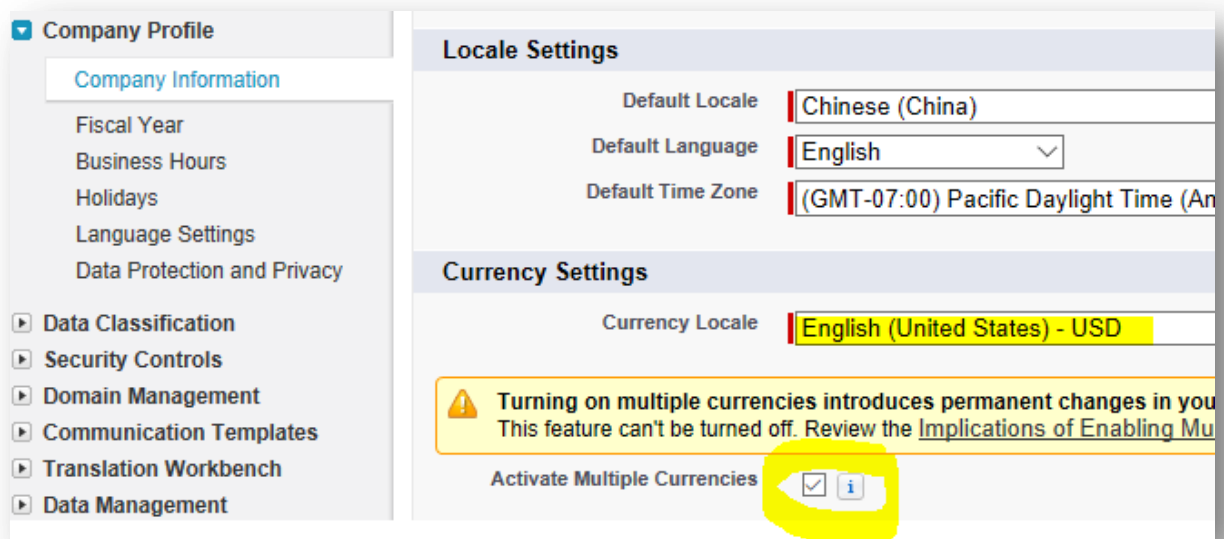 Company Profile
Company Information
Fiscal Year
Business Hours
Holidays
Language Settings
Data Protection and Privacy
Data Classification
Security Controls
Domain Management
Communication Templates
Translation Workbench
Data Management
Locale Settings
Default Locale Chinese (China)
Default Language English
Default Time Zone (GMT-07:00) Pacific Daylight Time (Am
Currency Settings
Currency Locale English (United States) - USD
Turning on multiple currencies introduces permanent changes in you
This feature can't be turned off. Review the Implications of Enabling Mu
Activate Multiple Currencies i